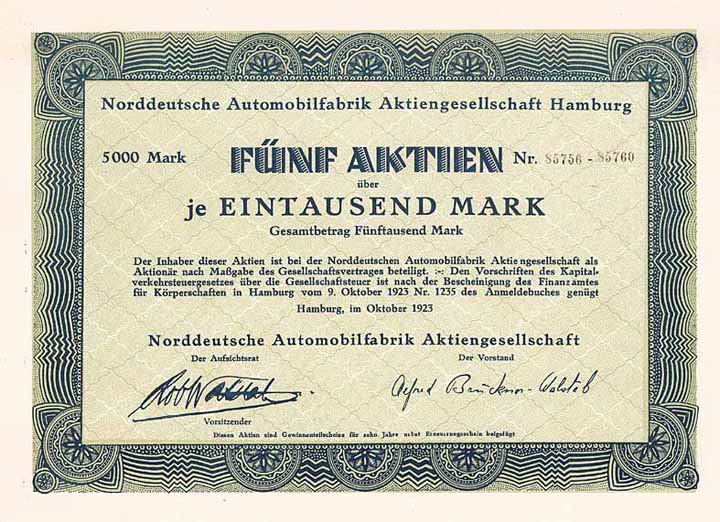 Norddeutsche Automobilfabrik Aktiengesellschaft Hamburg
5000 Mark FÜNF AKTIEN Nr. 85756 - 85760
über
je EINTAUSEND MARK
Gesamtbetrag Fünftausend Mark
Der Inhaber dieser Aktien ist bei der Norddeutschen Automobilfabrik Aktiengesellschaft als
Aktionär nach Maßgabe des Gesellschaftsvertrages beteiligt. :-: Den Vorschriften des Kapital-
verkehrsteuergesetzes über die Gesellschaftsteuer ist nach der Bescheinigung des Finanzamtes
für Körperschaften in Hamburg vom 9. Oktober 1923 Nr. 1235 des Anmeldebuches genügt
Hamburg, im Oktober 1923
Norddeutsche Automobilfabrik Aktiengesellschaft
Der Aufsichtsrat Der Vorstand
Alfred Bruckner-Walstab
Vorsitzender
Diesen Aktien sind Gewinnanteilscheine für zehn Jahre nebst Erneuerungsschein beigefügt